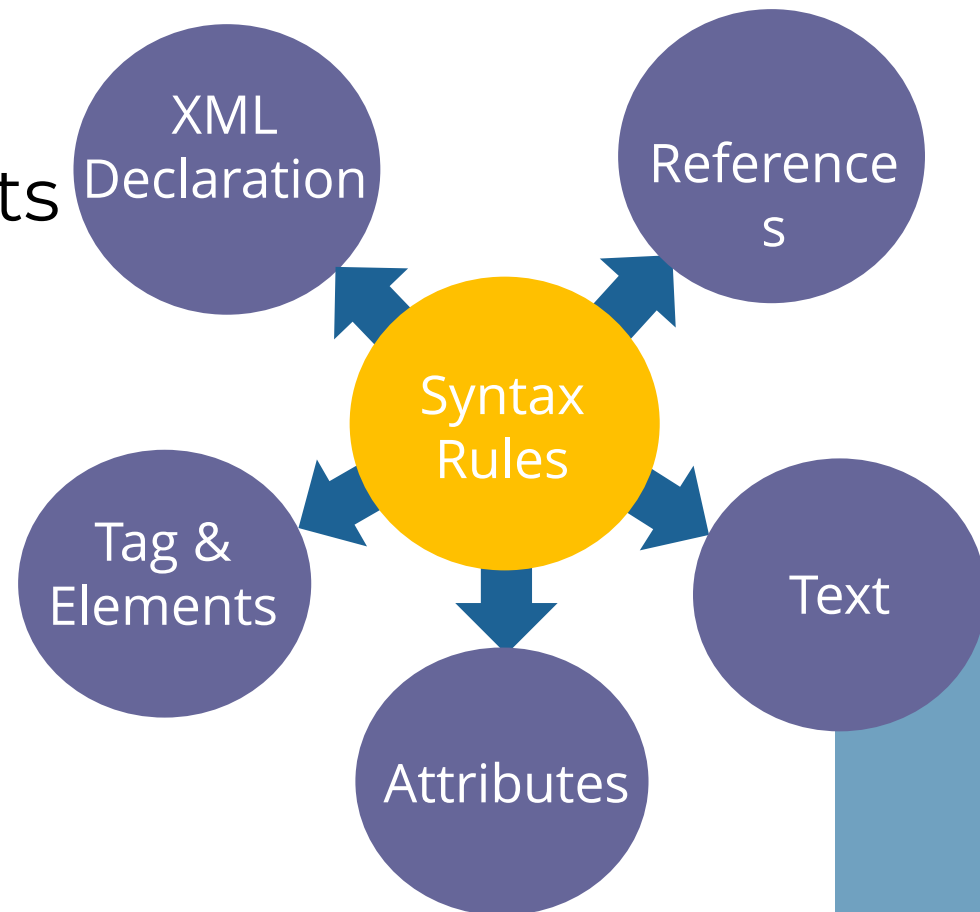 XML
Declaration
ts
Reference
s
Syntax
Rules
Tag &
Elements
Text
Attributes